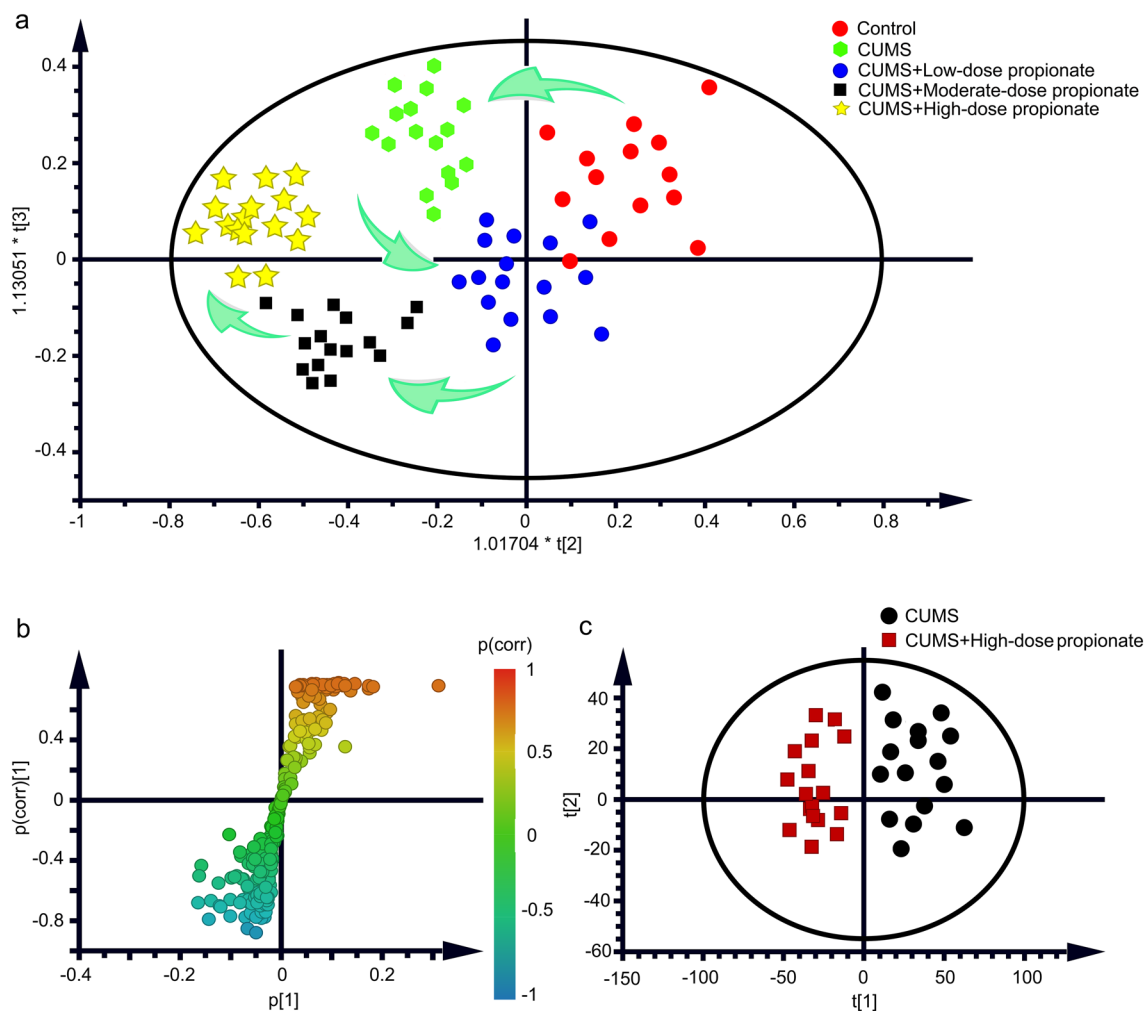 a
Control
CUMS
CUMS+Low-dose propionate
CUMS+Moderate-dose propionate
CUMS+High-dose propionate
0.4
0.2
0
-0.2
-0.4
1.13051 * t[3]
-1 -0.8 -0.6 -0.4 -0.2 0 0.2 0.4 0.6 0.8
1.01704 * t[2]
b
p(corr)
1
0.5
0
-0.5
-1
0.4
0
-0.4
-0.8
p(corr)[1]
-0.4 -0.2 0 0.2
p[1]
c
CUMS
CUMS+High-dose propionate
40
20
0
-20
-40
-60
t[2]
-150 -100 -50 0 50 100
t[1]